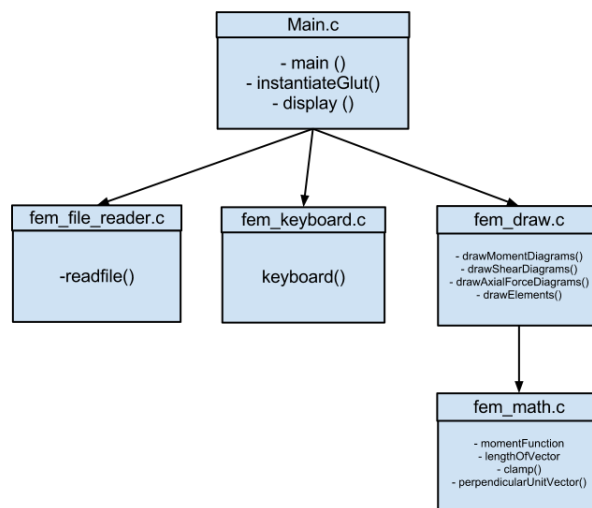 Main.c
- main ()
- instantiateGlut()
- display ()
fem_file_reader.c
-readfile()
fem_keyboard.c
keyboard()
fem_draw.c
- drawMomentDiagrams()
- drawShearDiagrams()
- drawAxialForceDiagrams()
- drawElements()
fem_math.c
- momentFunction
- lengthOfVector
- clamp()
- perpendicularUnitVector()